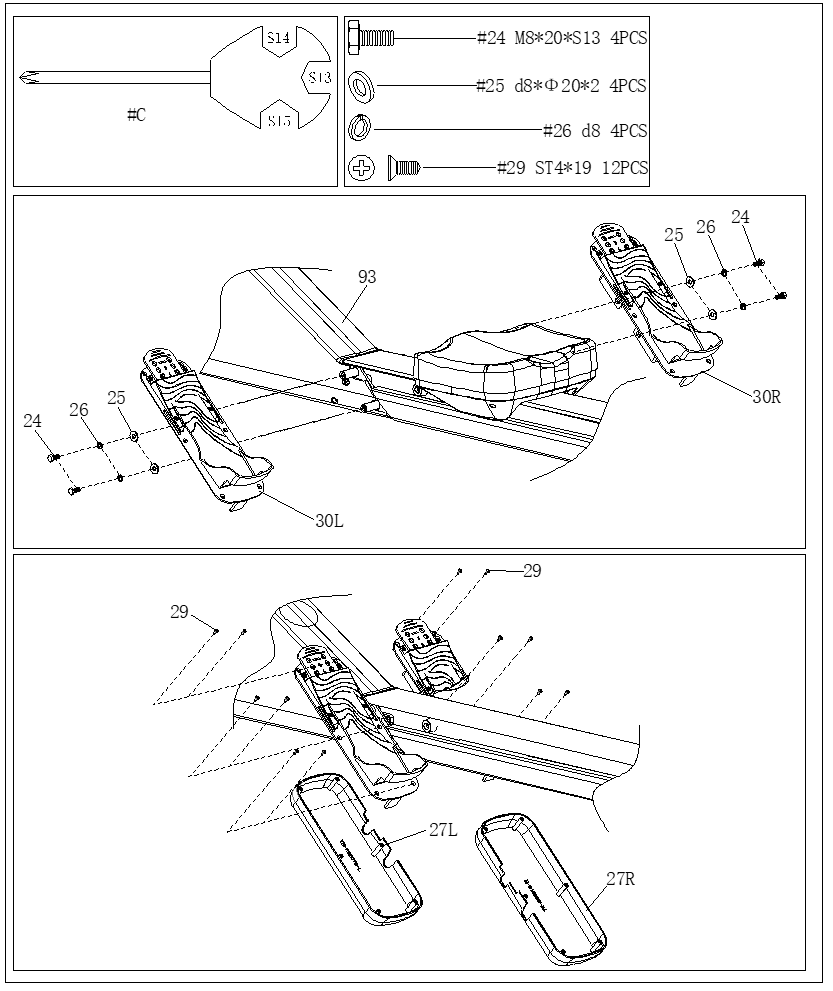 S14
S13
S15
#C
#24 M8*20*S13 4PCS
#25 d8*Φ20*2 4PCS
#26 d8 4PCS
#29 ST4*19 12PCS
24
26
25
93
30R
25
26
24
30L
29
29
27L
27R